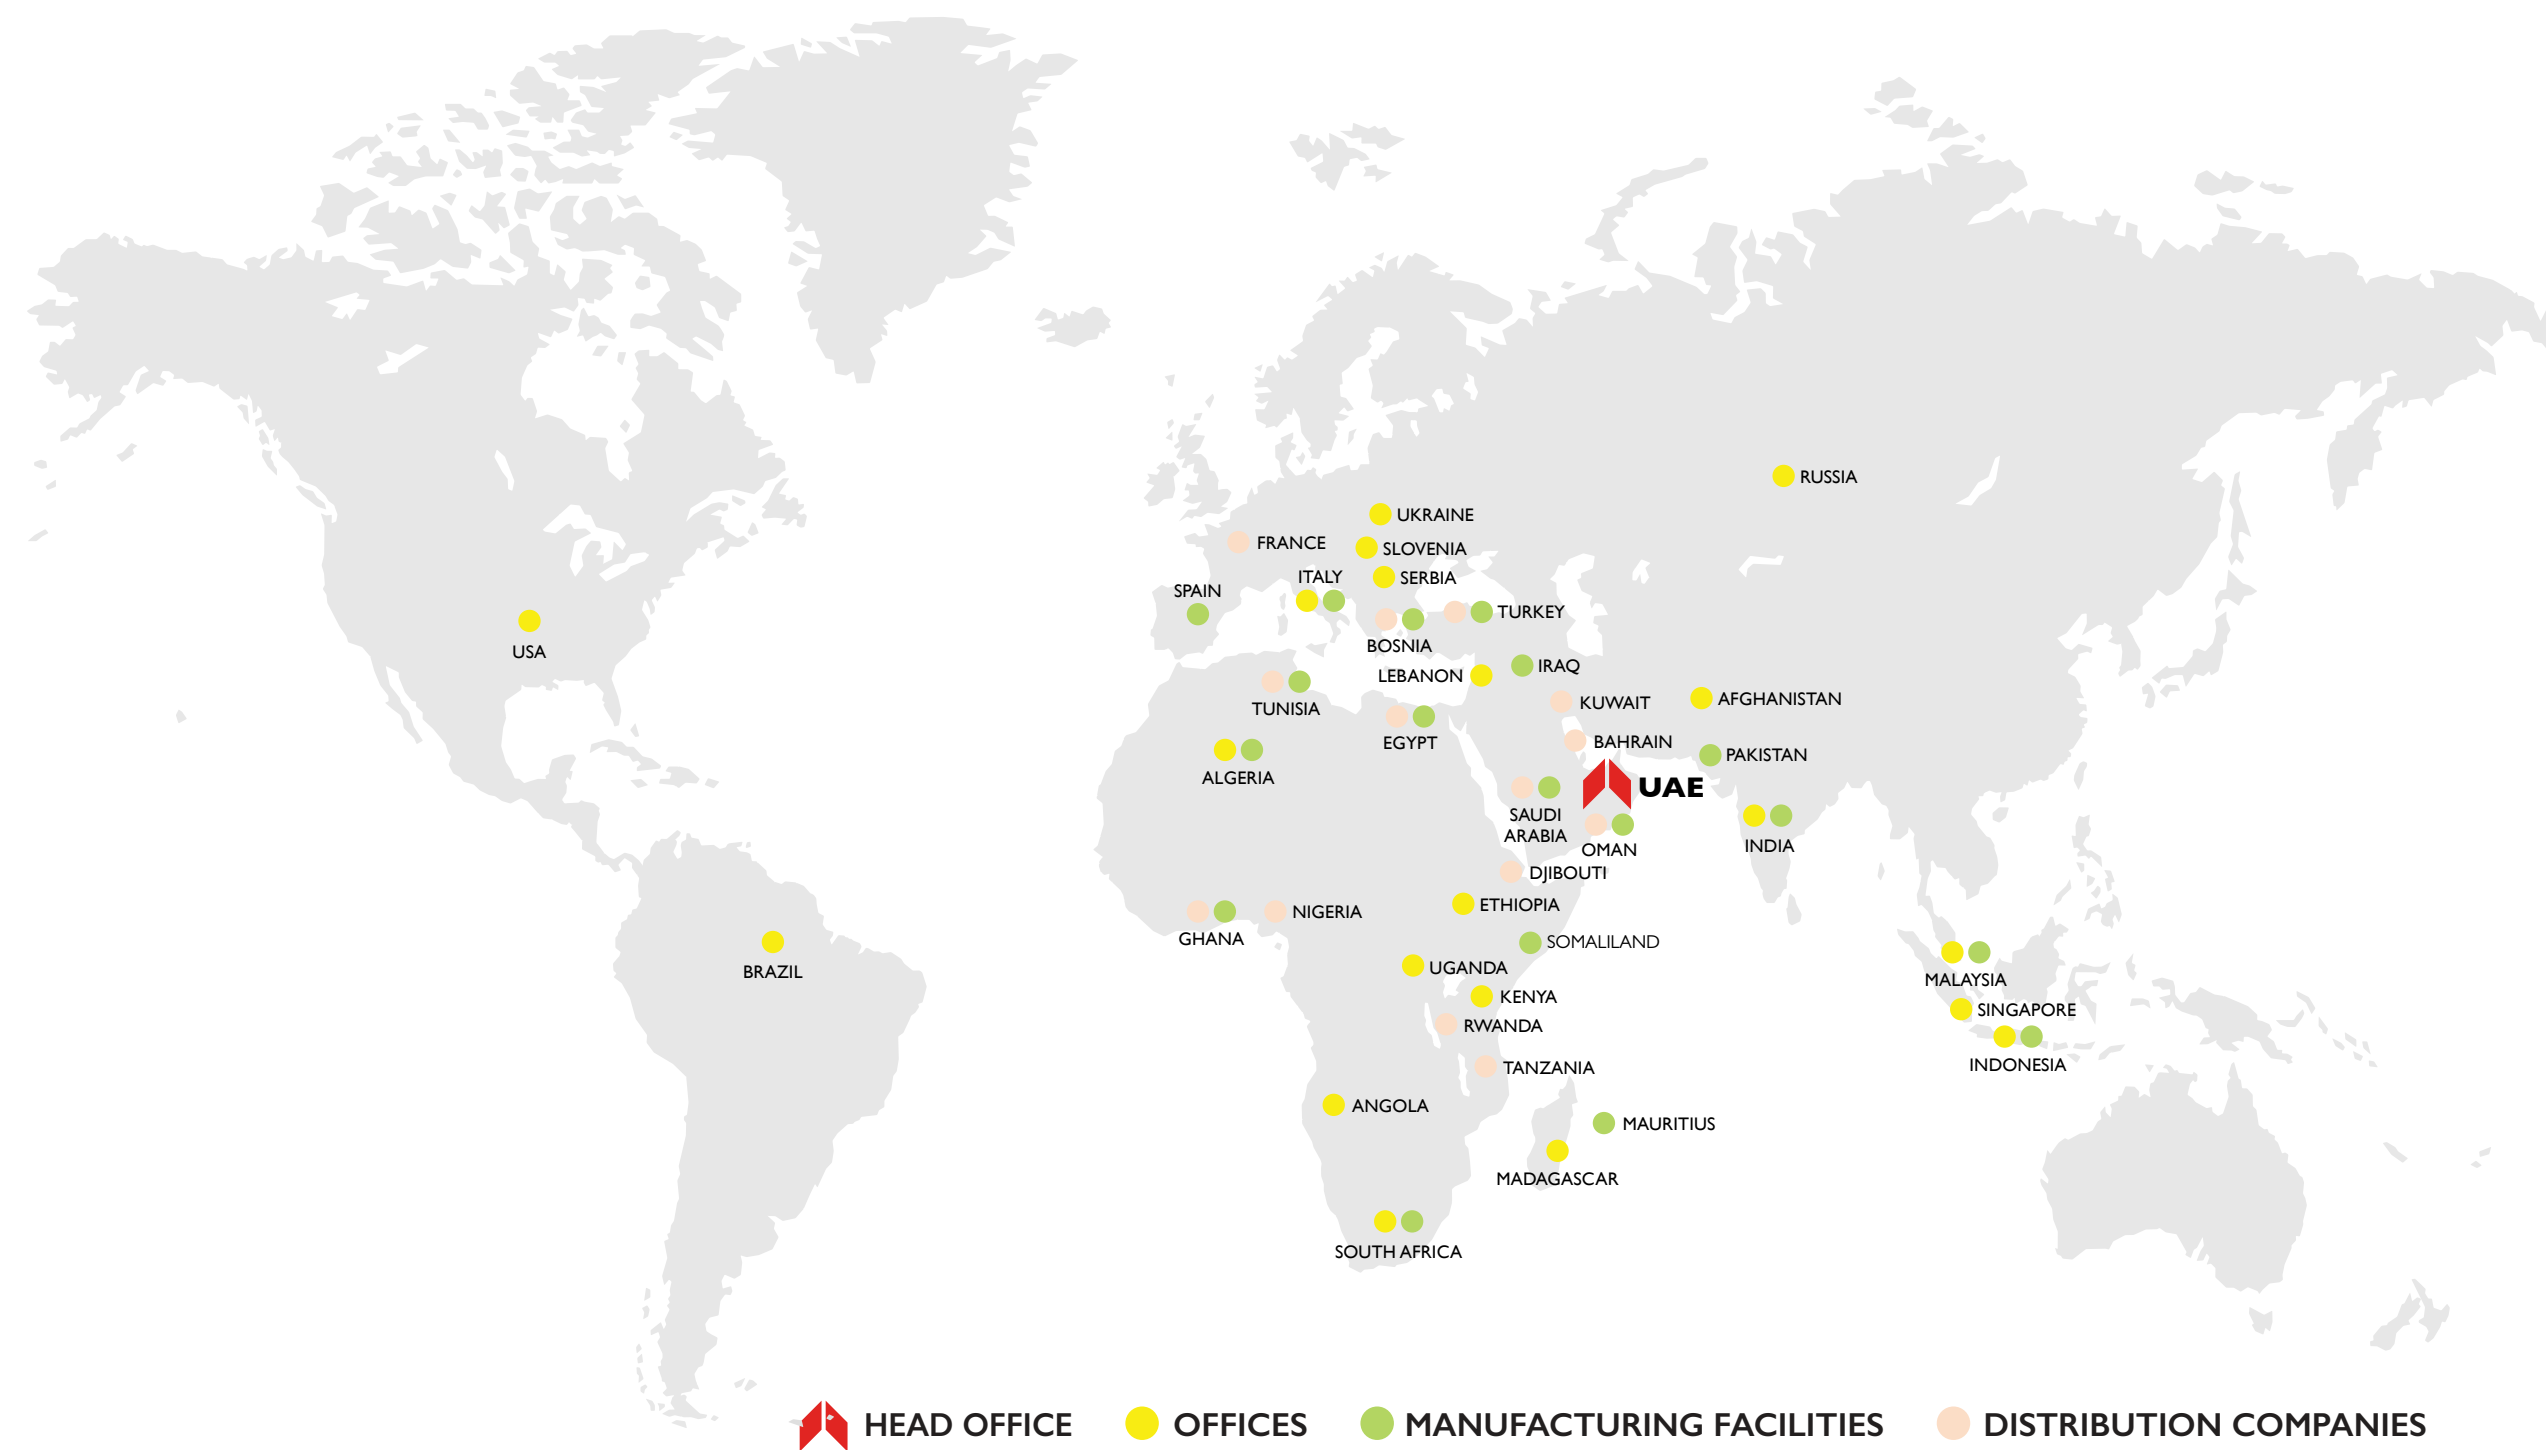 RUSSIA
UKRAINE
FRANCE
SLOVENIA
ITALY
SERBIA
SPAIN
TURKEY
USA
BOSNIA
IRAQ
LEBANON
AFGHANISTAN
KUWAIT
TUNISIA
EGYPT
BAHRAIN
PAKISTAN
ALGERIA
UAE
SAUDI
ARABIA
INDIA
OMAN
DJIBOUTI
ETHIOPIA
NIGERIA
GHANA
SOMALILAND
UGANDA
BRAZIL
MALAYSIA
KENYA
SINGAPORE
RWANDA
INDONESIA
TANZANIA
ANGOLA
MAURITIUS
MADAGASCAR
SOUTH AFRICA
HEAD OFFICE
OFFICES
MANUFACTURING FACILITIES
DISTRIBUTION COMPANIES